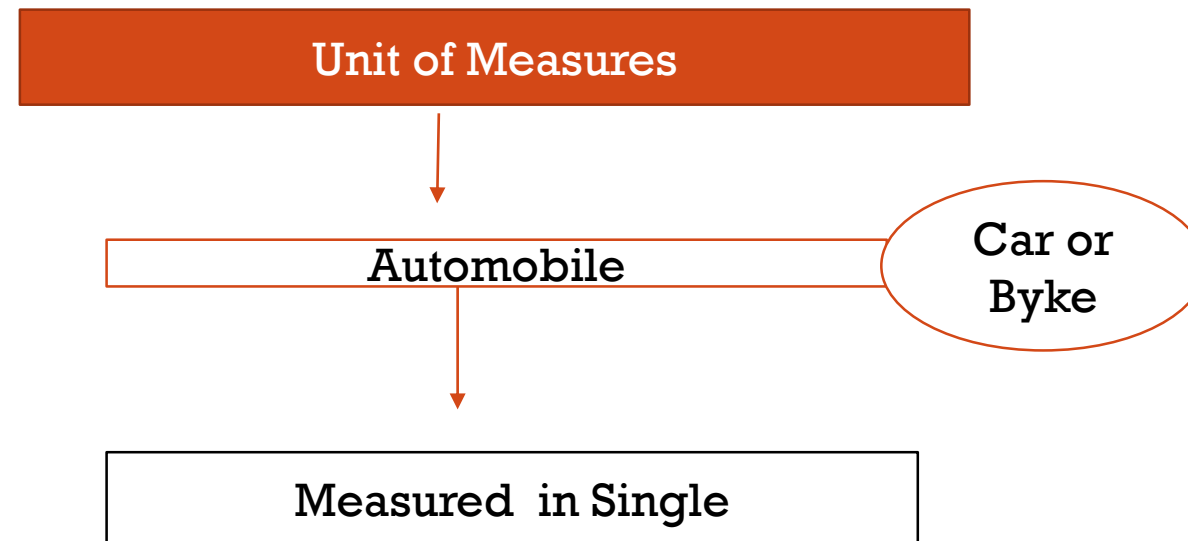 Unit of Measures
Automobile
Car or
Byke
Measured in Single